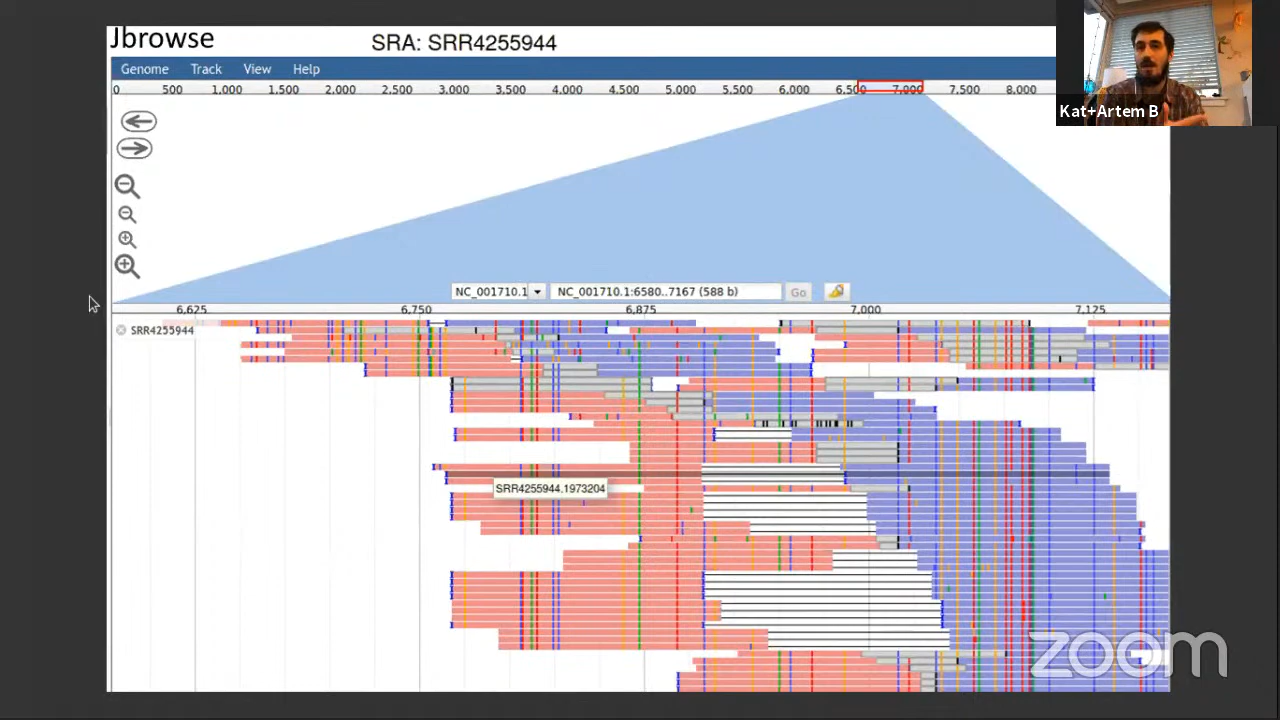 Jbrowse
SRA: SRR4255944
Genome Track View Help
0 500 1,000 1,500 2,000 2,500 3,000 3,500 4,000 4,500 5,000 5,500 6,000 6,500 7,000 7,500 8,000
Kat+Artem B
NC_001710.1 NC_001710.1:6580..7167 (588 b) Go
6,625 6,750 6,875 7,000 7,125
SRR4255944
SRR4255944.1973204
zoom